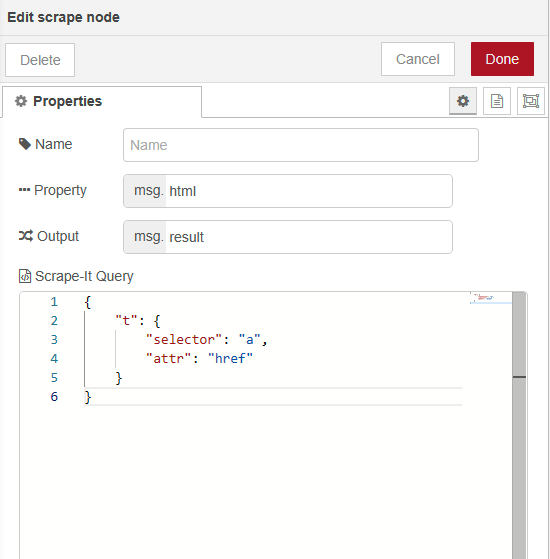 Edit scrape node
Delete
Cancel
Done
Properties
Name
Name
Property
msg. html
Output
msg. result
Scrape-It Query
1 {
2 "t": {
3 "selector": "a",
4 "attr": "href"
5 }
6 }